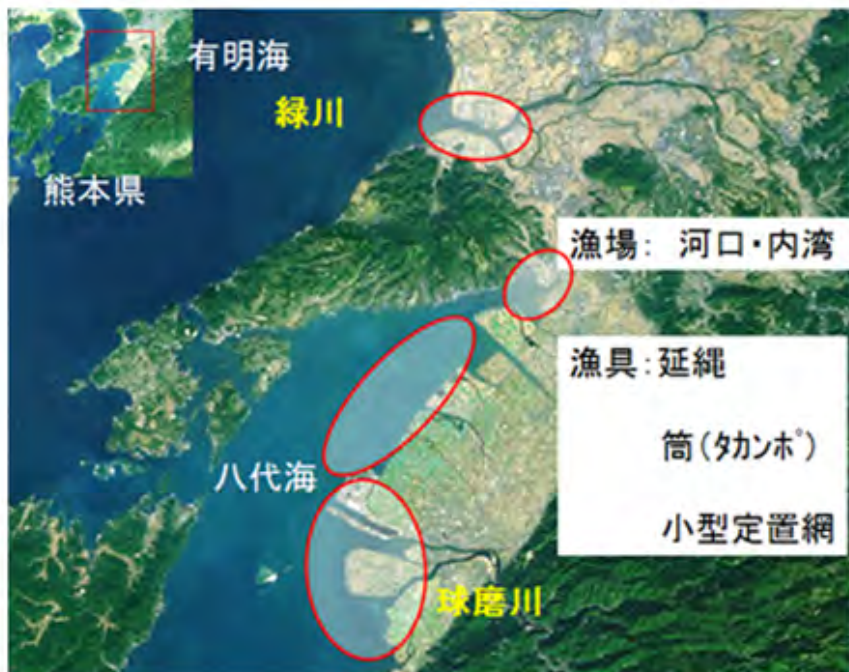 有明海
緑川
熊本県
漁場： 河口・内湾
漁具：延繩
筒（ﾀｶﾝﾎﾟ）
小型定置網
八代海
球磨川